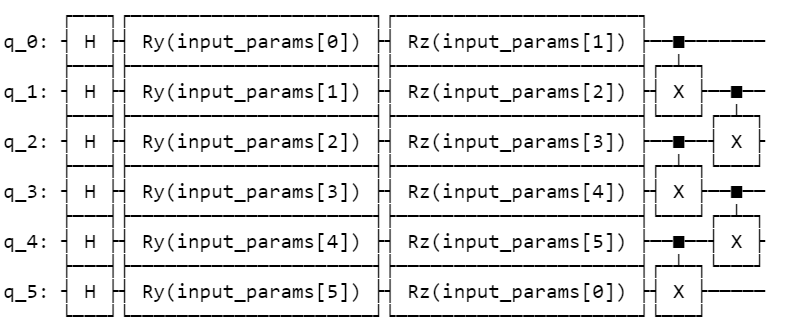 q_0: H Ry(input_params[0]) Rz(input_params[1])
q_1: H Ry(input_params[1]) Rz(input_params[2]) X
q_2: H Ry(input_params[2]) Rz(input_params[3]) X
q_3: H Ry(input_params[3]) Rz(input_params[4]) X
q_4: H Ry(input_params[4]) Rz(input_params[5]) X
q_5: H Ry(input_params[5]) Rz(input_params[0]) X